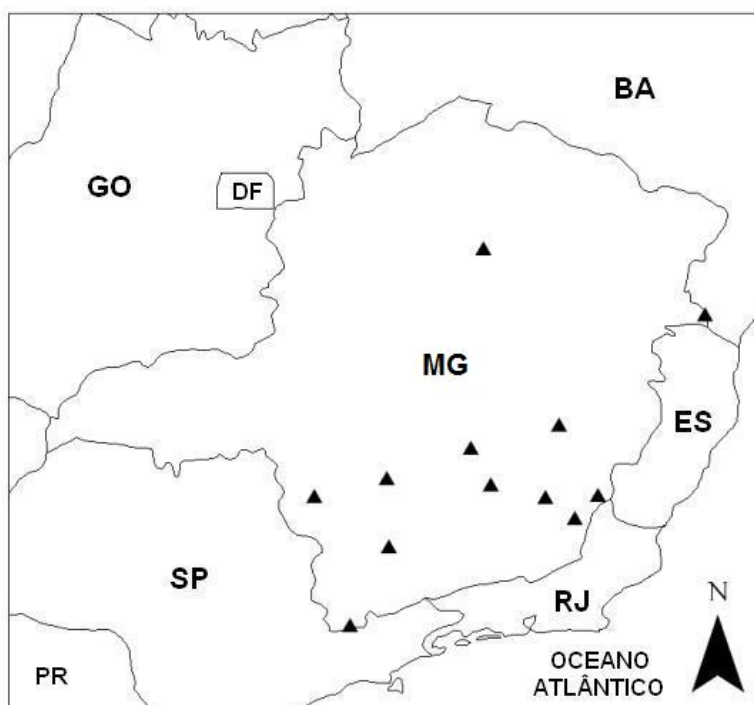 BA
GO
DF
MG
ES
SP
RJ
N
PR
OCEANO
ATLÂNTICO